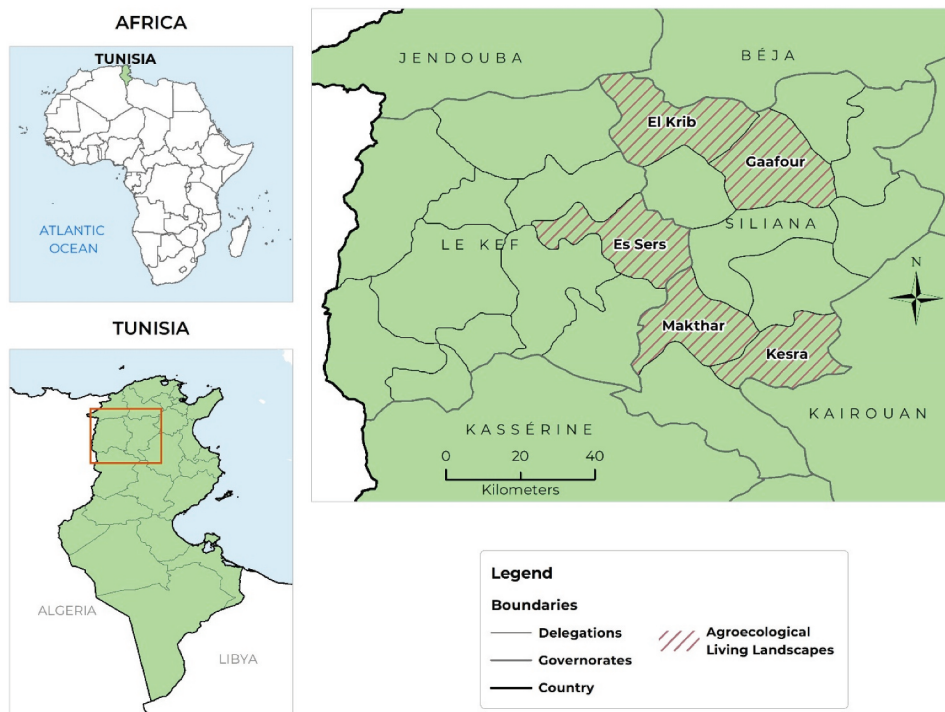 AFRICA
TUNISIA
ATLANTIC
OCEAN
TUNISIA
ALGERIA
LIBYA
JENDOUBA
BÉJA
El Krib
Gaafour
LE KEF
Es Sers
SILIANA
N
Makthar
Kesra
KAIROUAN
KASSÉRINE
0 20 40
Kilometers
Legend
Boundaries
Delegations
Governorates
Country
Agroecological
Living Landscapes